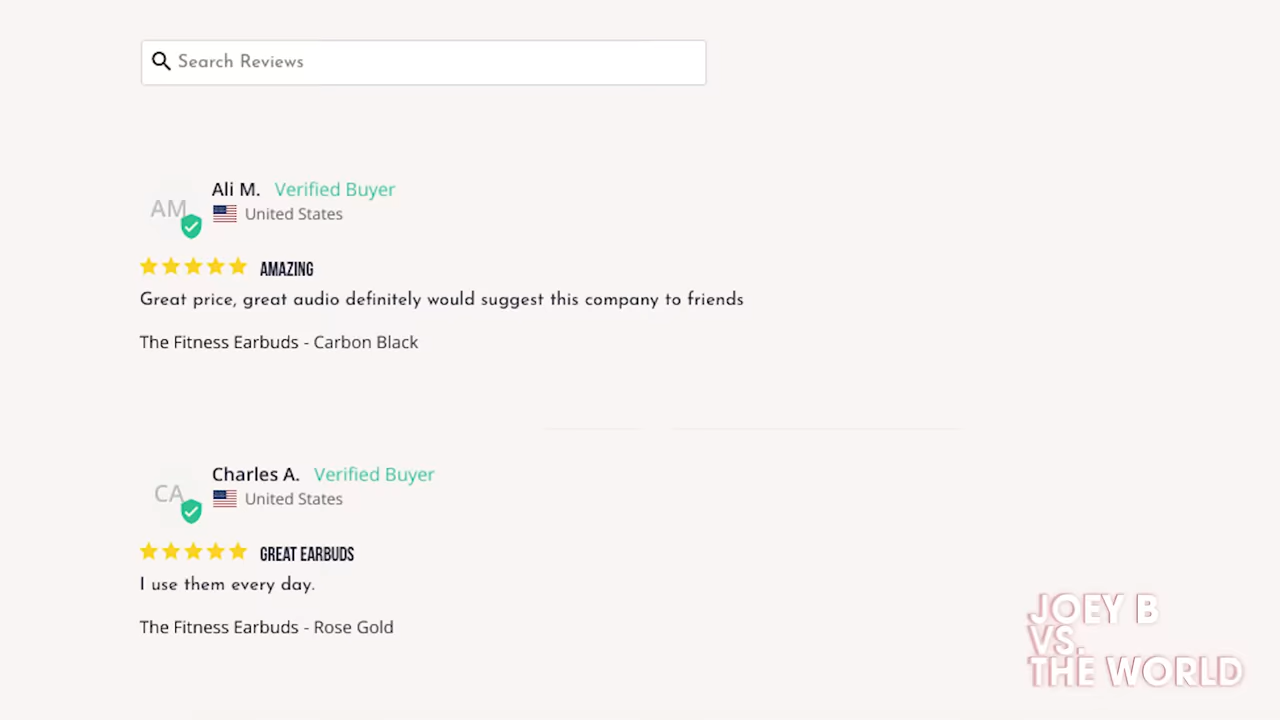 Search Reviews
AM
Ali M. Verified Buyer
United States
AMAZING
Great price, great audio definitely would suggest this company to friends
The Fitness Earbuds - Carbon Black
CA
Charles A. Verified Buyer
United States
GREAT EARBUDS
I use them every day.
The Fitness Earbuds - Rose Gold
JOEY B
VS.
THE WORLD